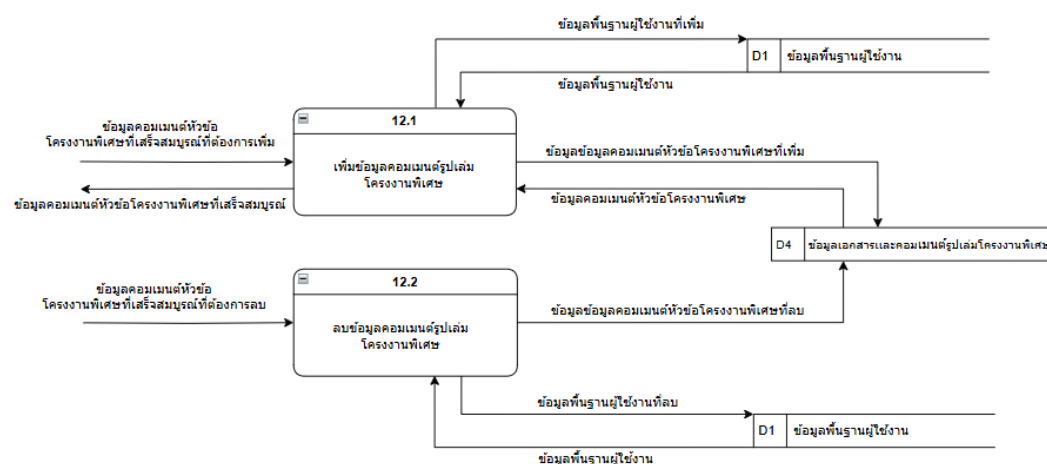 ข้อมูลพื้นฐานผู้ใช้งานที่เพิ่ม
D1
ข้อมูลพื้นฐานผู้ใช้งาน
ข้อมูลพื้นฐานผู้ใช้งาน
12.1
ข้อมูลคอมเมนต์หัวข้อ
โครงงานพิเศษที่เสร็จสมบูรณ์ที่ต้องการเพิ่ม
เพิ่มข้อมูลคอมเมนต์รูปเล่ม
โครงงานพิเศษ
ข้อมูลข้อมูลคอมเมนต์หัวข้อโครงงานพิเศษที่เพิ่ม
ข้อมูลคอมเมนต์หัวข้อโครงงานพิเศษที่เสร็จสมบูรณ์
ข้อมูลคอมเมนต์หัวข้อโครงงานพิเศษ
D4
ข้อมูลเอกสารและคอมเมนต์รูปเล่มโครงงานพิเศษ
12.2
ข้อมูลคอมเมนต์หัวข้อ
โครงงานพิเศษที่เสร็จสมบูรณ์ที่ต้องการลบ
ลบข้อมูลคอมเมนต์รูปเล่ม
โครงงานพิเศษ
ข้อมูลข้อมูลคอมเมนต์หัวข้อโครงงานพิเศษที่ลบ
ข้อมูลพื้นฐานผู้ใช้งานที่ลบ
D1
ข้อมูลพื้นฐานผู้ใช้งาน
ข้อมูลพื้นฐานผู้ใช้งาน